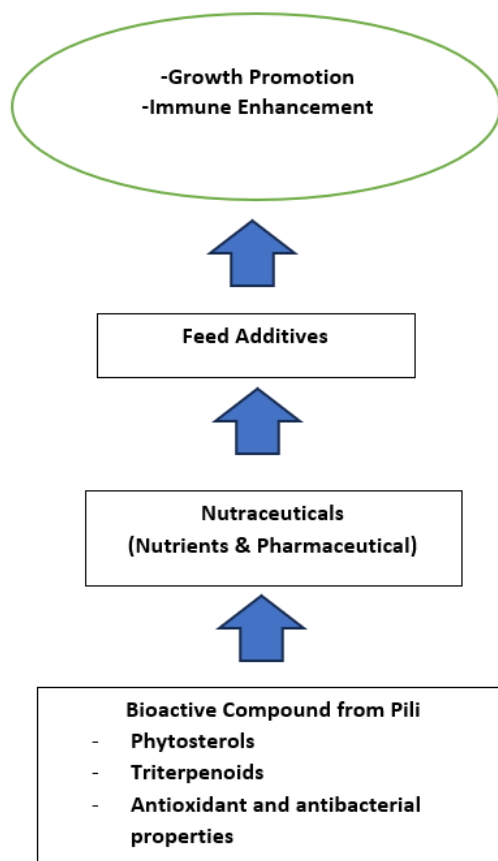 -Growth Promotion
-Immune Enhancement
Feed Additives
Nutraceuticals
(Nutrients & Pharmaceutical)
Bioactive Compound from Pili
- Phytosterols
- Triterpenoids
- Antioxidant and antibacterial
properties